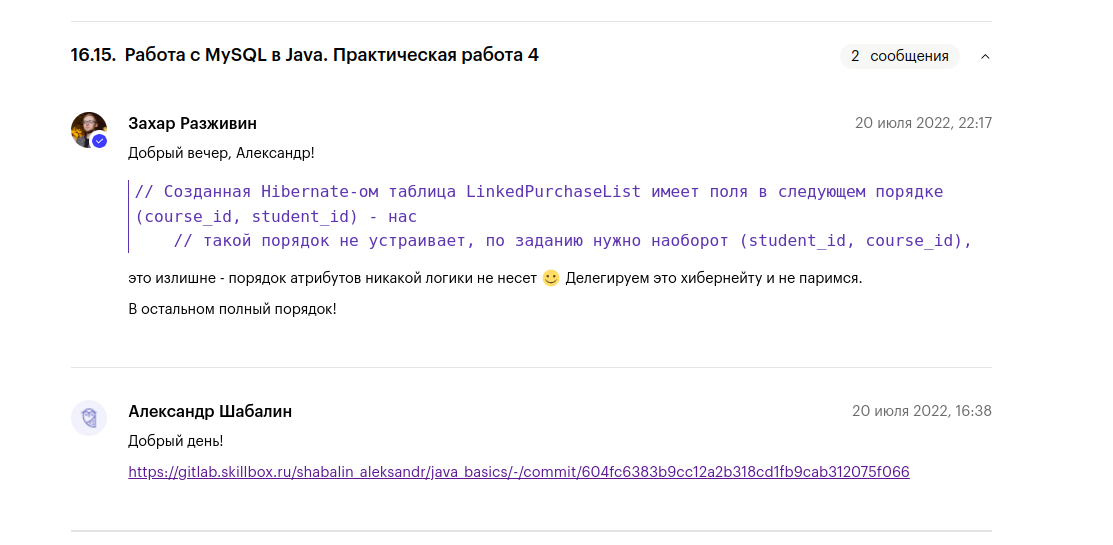 16.15. Работа с MySQL в Java. Практическая работа 4
2 сообщения
Захар Разживин
20 июля 2022, 22:17
Добрый вечер, Александр!
// Созданная Hibernate-ом таблица LinkedPurchaseList имеет поля в следующем порядке
(course_id, student_id) - нас
// такой порядок не устраивает, по заданию нужно наоборот (student_id, course_id),
это излишне - порядок атрибутов никакой логики не несет 🙂 Делегируем это хибернейту и не паримся.
В остальном полный порядок!
Александр Шабалин
20 июля 2022, 16:38
Добрый день!
https://gitlab.skillbox.ru/shabalin_aleksandr/java_basics/-/commit/604fc6383b9cc12a2b318cd1fb9cab312075f066